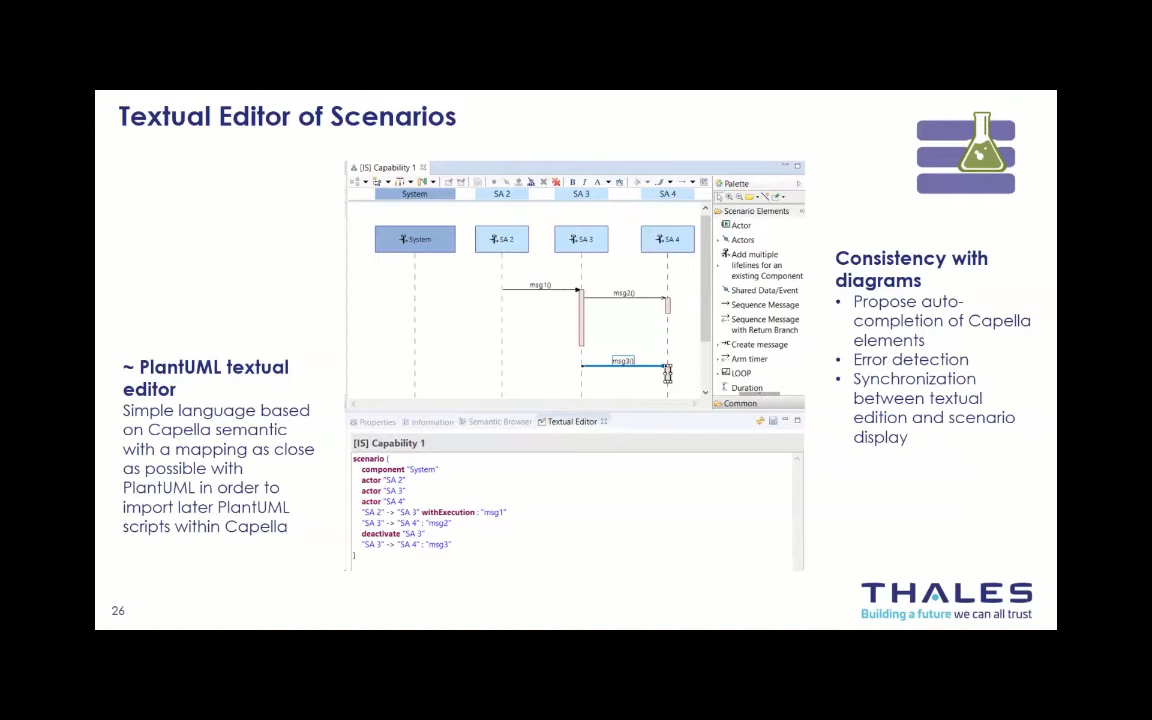 Textual Editor of Scenarios
~ PlantUML textual
editor
Simple language based
on Capella semantic
with a mapping as close
as possible with
PlantUML in order to
import later PlantUML
scripts within Capella
[IS] Capability 1
System
SA 2
SA 3
SA 4
System
SA 2
SA 3
SA 4
msg1()
msg2()
msg3()
Palette
Scenario Elements
Actor
Actors
Add multiple
lifelines for an
existing Component
Shared Data/Event
Sequence Message
Sequence Message
with Return Branch
Create message
Arm timer
LOOP
Duration
Common
Properties
Information
Semantic Browser
Textual Editor
[IS] Capability 1
scenario {
component "System"
actor "SA 2"
actor "SA 3"
actor "SA 4"
"SA 2" -> "SA 3" withExecution : "msg1"
"SA 3" -> "SA 4" : "msg2"
deactivate "SA 3"
"SA 3" -> "SA 4" : "msg3"
}
Consistency with
diagrams
• Propose auto-
completion of Capella
elements
• Error detection
• Synchronization
between textual
edition and scenario
display
26
THALES
Building a future we can all trust